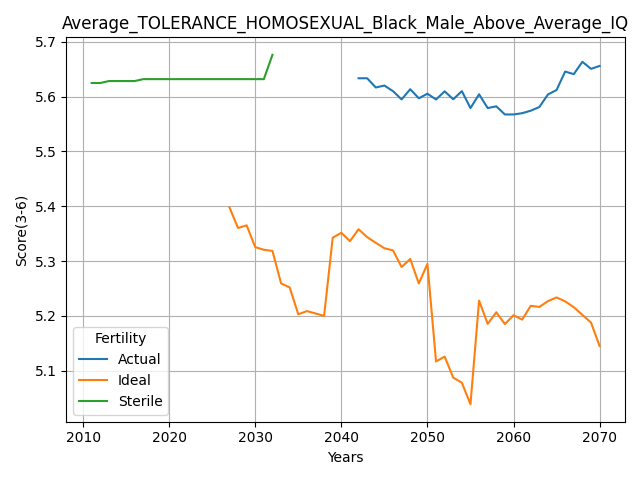 Average_TOLERANCE_HOMOSEXUAL_Black_Male_Above_Average_IQ
5.7
5.6
5.5
5.4
5.3
5.2
5.1
Score(3-6)
Fertility
Actual
Ideal
Sterile
2010 2020 2030 2040 2050 2060 2070
Years